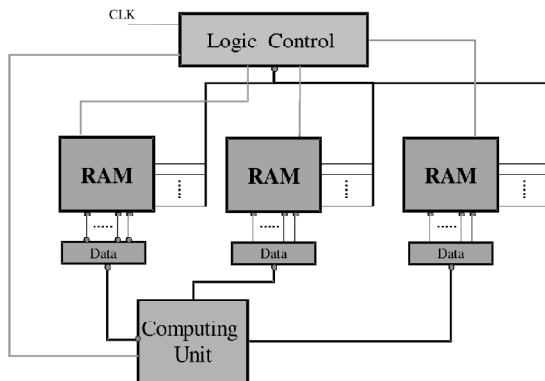 CLK
Logic Control
RAM
RAM
RAM
Data
Data
Data
Computing
Unit